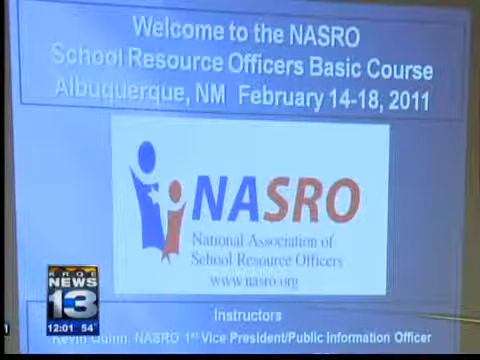 Welcome to the NASRO
School Resource Officers Basic Course
Albuquerque, NM February 14-18, 2011
NASRO
National Association of
School Resource Officers
www.nasro.org
KRQE
NEWS
13
12:01 54°
Instructors
Kevin Quinn, NASRO 1st Vice President/Public Information Officer